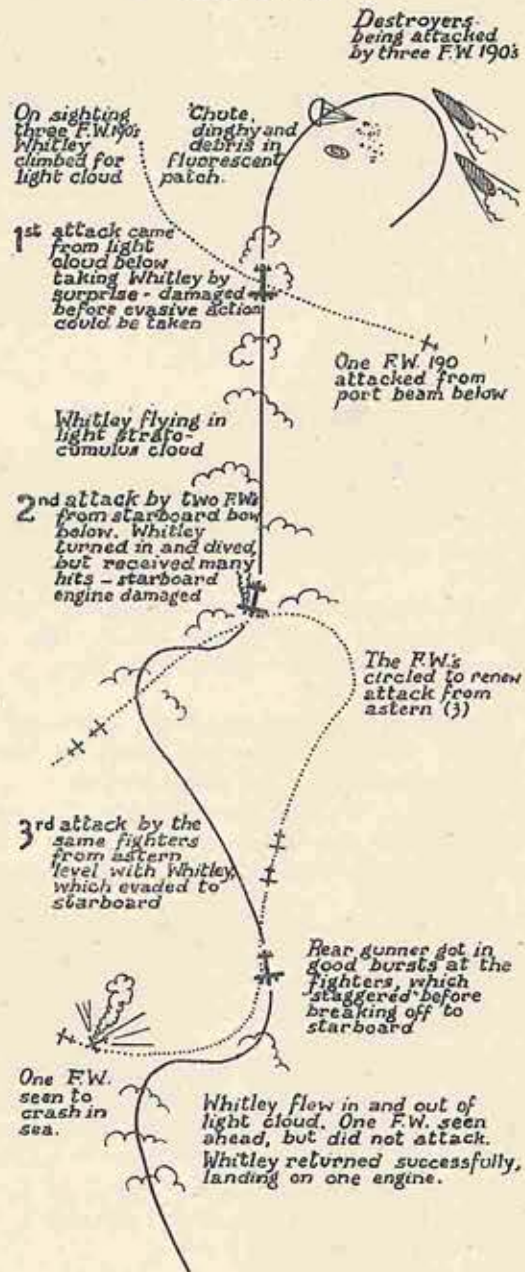 Destroyers
being attacked
by three F.W. 190's
On sighting
three F.W.190's
Whitley
climbed for
light cloud
'Chute,
dinghy and
debris in
fluorescent
patch.
1st attack came
from light
cloud below
taking Whitley by
surprise - damaged
before evasive action
could be taken
One F.W. 190
attacked from
port beam below
Whitley flying in
light strato-
cumulus cloud
2nd attack by two F.W's
from starboard bow
below. Whitley
turned in and dived,
but received many
hits - starboard
engine damaged
The F.W.'s
circled to renew
attack from
astern (3)
3rd attack by the
same fighters
from astern
level with Whitley,
which evaded to
starboard
Rear gunner got in
good bursts at the
fighters, which
staggered before
breaking off to
starboard
One F.W.
seen to
crash in
sea.
Whitley flew in and out of
light cloud. One F.W. seen
ahead, but did not attack.
Whitley returned successfully,
landing on one engine.